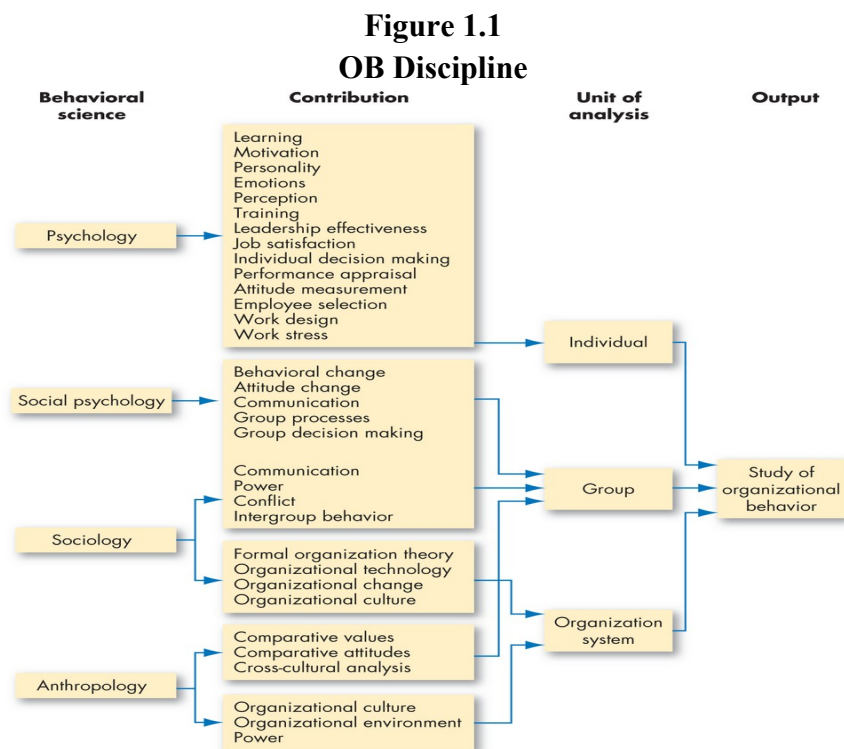 Figure 1.1
OB Discipline
Behavioral
science
Contribution
Unit of
analysis
Output
Psychology
Learning
Motivation
Personality
Emotions
Perception
Training
Leadership effectiveness
Job satisfaction
Individual decision making
Performance appraisal
Attitude measurement
Employee selection
Work design
Work stress
Individual
Social psychology
Behavioral change
Attitude change
Communication
Group processes
Group decision making
Communication
Power
Conflict
Intergroup behavior
Group
Study of
organizational
behavior
Sociology
Formal organization theory
Organizational technology
Organizational change
Organizational culture
Organization
system
Anthropology
Comparative values
Comparative attitudes
Cross-cultural analysis
Organizational culture
Organizational environment
Power